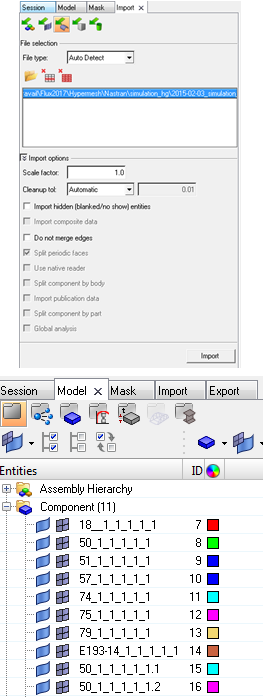 Session Model Mask Import
File selection
File type: Auto Detect
avail\Flux2017\Hypermesh\Nastran\simulation_hg\2015-02-03_simulation
Import options
Scale factor: 1.0
Cleanup tol: Automatic 0.01
Import hidden (blanked/no show) entities
Import composite data
Do not merge edges
Split periodic faces
Use native reader
Split component by body
Import publication data
Split component by part
Global analysis
Import
Session Model Mask Import Export
Entities ID
Assembly Hierarchy
Component (11)
18__1_1_1_1_1 7
50_1_1_1_1_1 8
51_1_1_1_1_1 9
57_1_1_1_1_1 10
74_1_1_1_1_1 11
75_1_1_1_1_1 12
79_1_1_1_1_1 13
E193-14_1_1_1_1_1 14
50_1_1_1_1_1.1 15
50_1_1_1_1_1.2 16